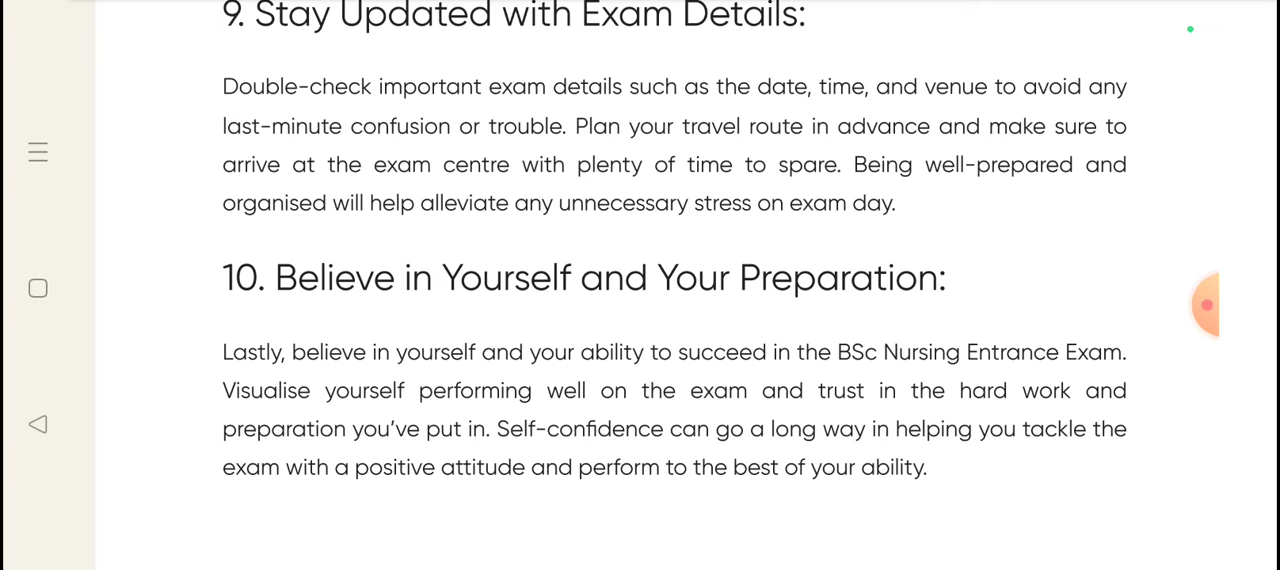 9. Stay Updated with Exam Details:
Double-check important exam details such as the date, time, and venue to avoid any
last-minute confusion or trouble. Plan your travel route in advance and make sure to
arrive at the exam centre with plenty of time to spare. Being well-prepared and
organised will help alleviate any unnecessary stress on exam day.
10. Believe in Yourself and Your Preparation:
Lastly, believe in yourself and your ability to succeed in the BSc Nursing Entrance Exam.
Visualise yourself performing well on the exam and trust in the hard work and
preparation you've put in. Self-confidence can go a long way in helping you tackle the
exam with a positive attitude and perform to the best of your ability.